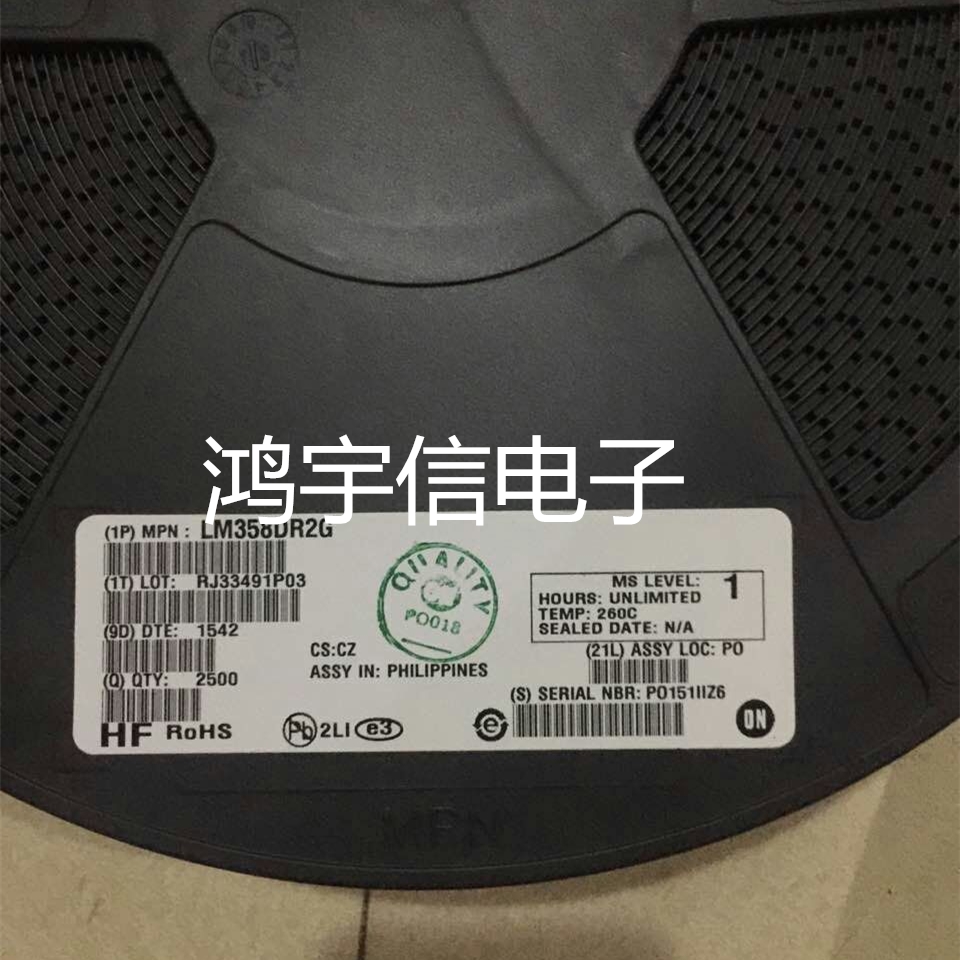 鸿宇信电子
(1P) MPN : LM358DR2G
(1T) LOT: RJ33491P03
(9D) DTE: 1542
(Q) QTY: 2500
HF RoHS
QUALITY
PO018
CS:CZ
ASSY IN: PHILIPPINES
Pb 2LI e3
MS LEVEL: 1
HOURS: UNLIMITED
TEMP: 260C
SEALED DATE: N/A
(21L) ASSY LOC: PO
(S) SERIAL NBR: PO151IIZ6
e
ON
MPN